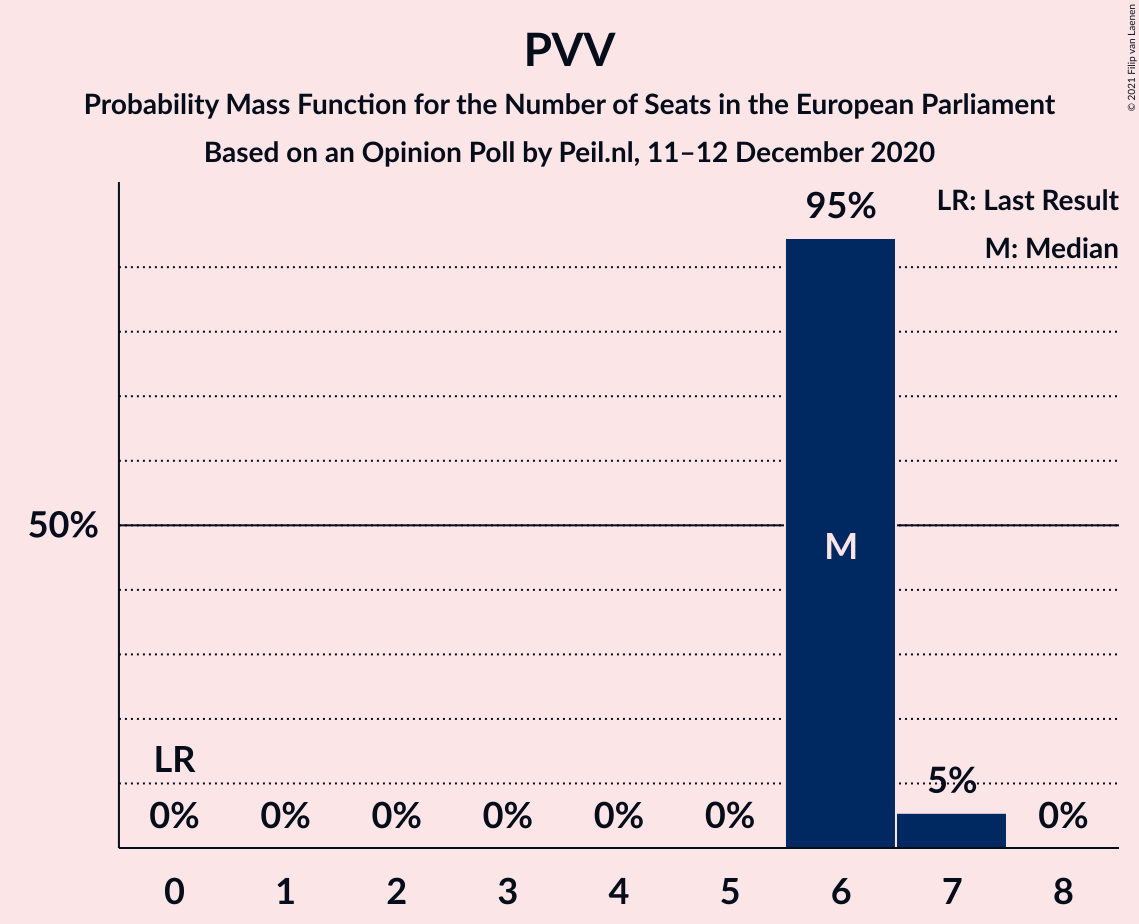 PVV
Probability Mass Function for the Number of Seats in the European Parliament
Based on an Opinion Poll by Peil.nl, 11–12 December 2020
© 2021 Filip van Laenen
LR: Last Result
M: Median
95%
50%
M
LR
5%
0% 0% 0% 0% 0% 0% 0%
0 1 2 3 4 5 6 7 8